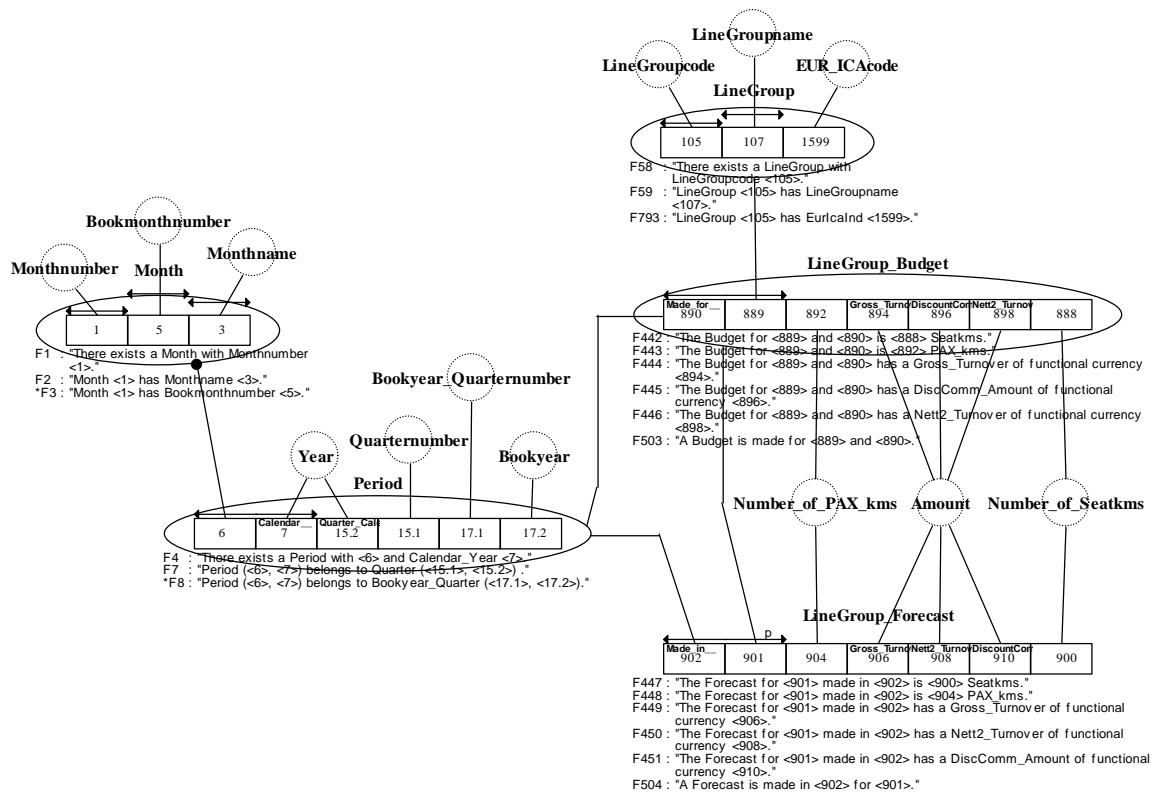 LineGroupname
LineGroupcode
EUR_ICAcode
LineGroup
105
107
1599
F58 : "There exists a LineGroup with
LineGroupcode <105>."
F59 : "LineGroup <105> has LineGroupname
<107>."
F793 : "LineGroup <105> has EurIcaInd <1599>."
Bookmonthnumber
Monthnumber
Month
Monthname
1
5
3
F1 : "There exists a Month with Monthnumber
<1>."
F2 : "Month <1> has Monthname <3>."
*F3 : "Month <1> has Bookmonthnumber <5>."
LineGroup_Budget
Made_for__
Gross_Turnov
DiscountCom
Nett2_Turnov
890
889
892
894
896
898
888
F442 : "The Budget for <889> and <890> is <888> Seatkms."
F443 : "The Budget for <889> and <890> is <892> PAX_kms."
F444 : "The Budget for <889> and <890> has a Gross_Turnover of functional currency
<894>."
F445 : "The Budget for <889> and <890> has a DiscComm_Amount of functional
currency <896>."
F446 : "The Budget for <889> and <890> has a Nett2_Turnover of functional currency
<898>."
F503 : "A Budget is made for <889> and <890>."
Bookyear_Quarternumber
Quarternumber
Year
Bookyear
Period
Calendar__
Quarter_Cale
6
7
15.2
15.1
17.1
17.2
F4 : "There exists a Period with <6> and Calendar_Year <7>."
F7 : "Period (<6>, <7>) belongs to Quarter (<15.1>, <15.2>) ."
*F8 : "Period (<6>, <7>) belongs to Bookyear_Quarter (<17.1>, <17.2>)."
Number_of_PAX_kms
Amount
Number_of_Seatkms
LineGroup_Forecast
p
Made_in__
Gross_Turnov
Nett2_Turnov
DiscountCom
902
901
904
906
908
910
900
F447 : "The Forecast for <901> made in <902> is <900> Seatkms."
F448 : "The Forecast for <901> made in <902> is <904> PAX_kms."
F449 : "The Forecast for <901> made in <902> has a Gross_Turnover of functional
currency <906>."
F450 : "The Forecast for <901> made in <902> has a Nett2_Turnover of functional
currency <908>."
F451 : "The Forecast for <901> made in <902> has a DiscComm_Amount of functional
currency <910>."
F504 : "A Forecast is made in <902> for <901>."